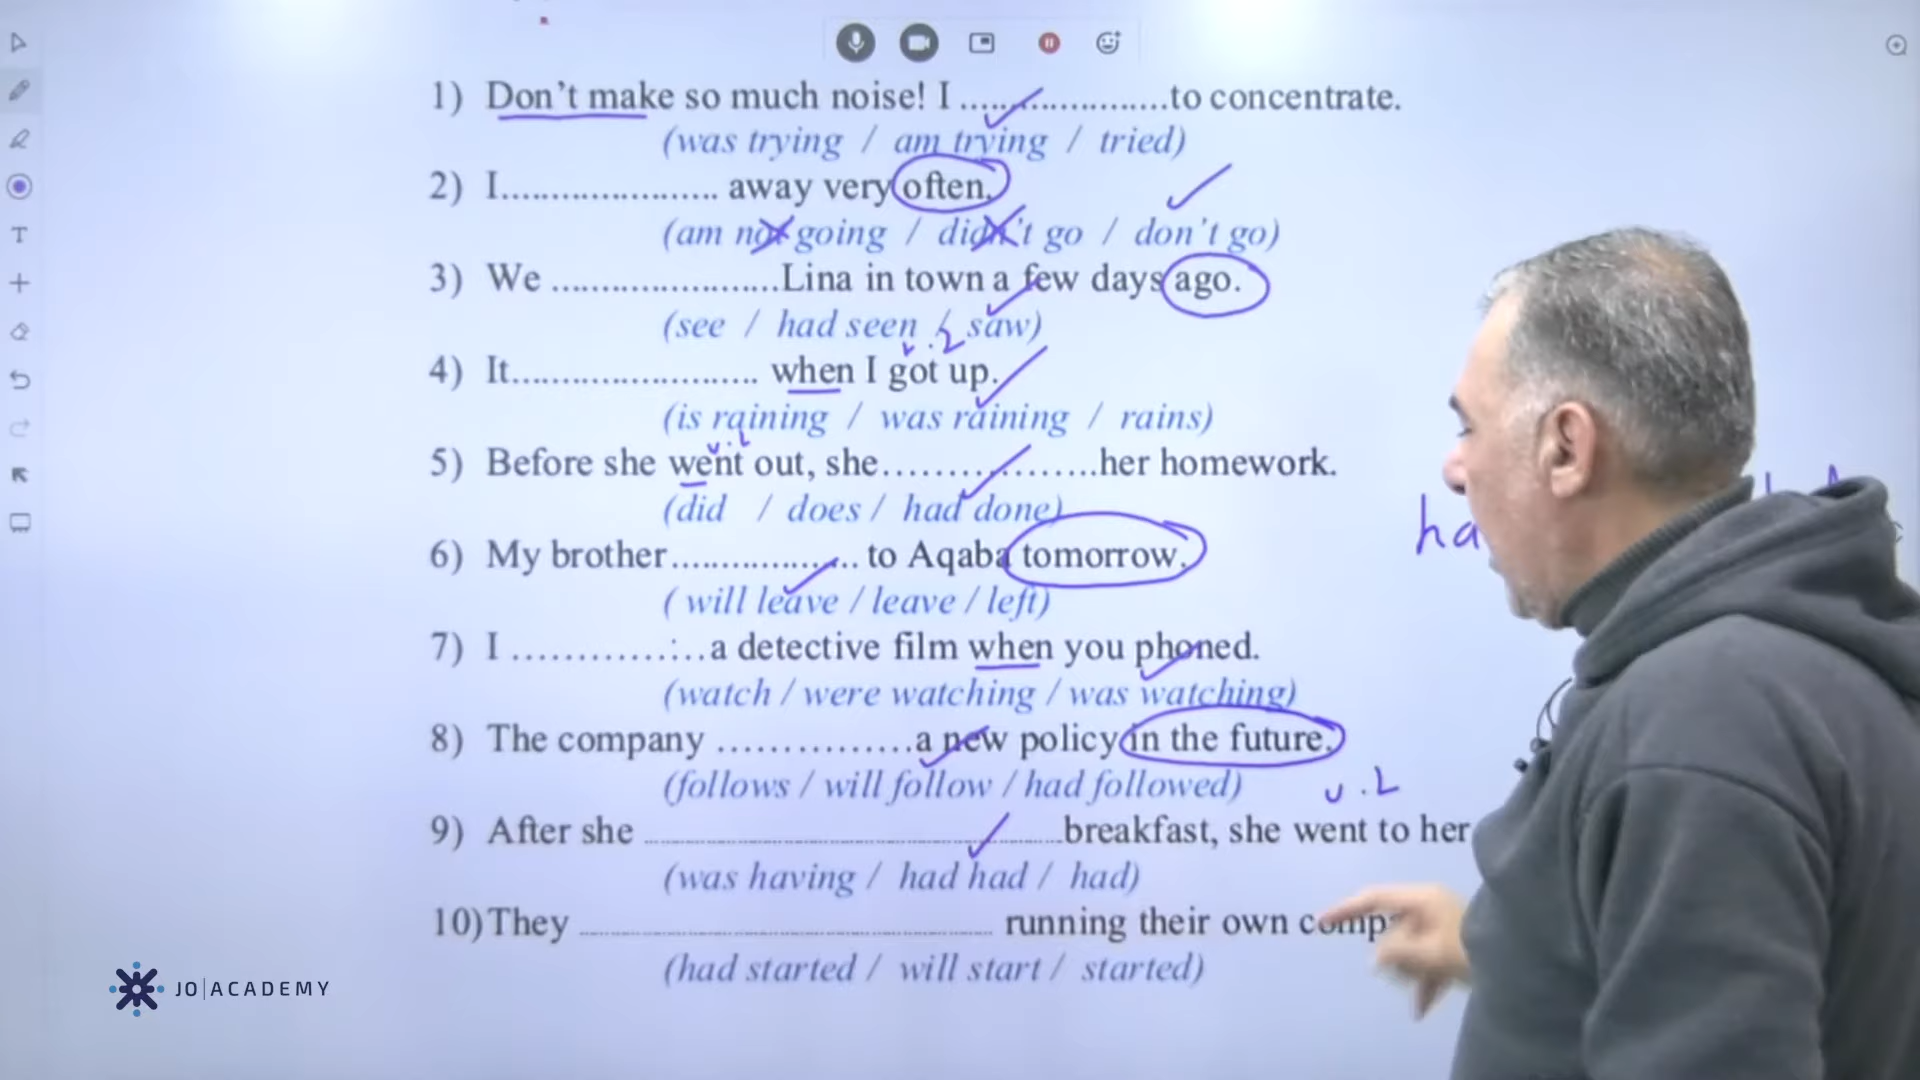 1) Don't make so much noise! I ..................... to concentrate.
(was trying / am trying / tried)
2) I...................... away very often.
(am not going / didn't go / don't go)
3) We .......................Lina in town a few days ago.
(see / had seen / saw)
v.2
4) It......................... when I got up.
(is raining / was raining / rains)
v.2
5) Before she went out, she......................her homework.
(did / does / had done)
6) My brother................... to Aqaba tomorrow.
( will leave / leave / left)
7) I ................a detective film when you phoned.
(watch / were watching / was watching)
8) The company ................a new policy in the future.
(follows / will follow / had followed)
v.2
9) After she ........................................breakfast, she went to her
(was having / had had / had)
10)They ........................................ running their own
(had started / will start / started)
JO ACADEMY
T